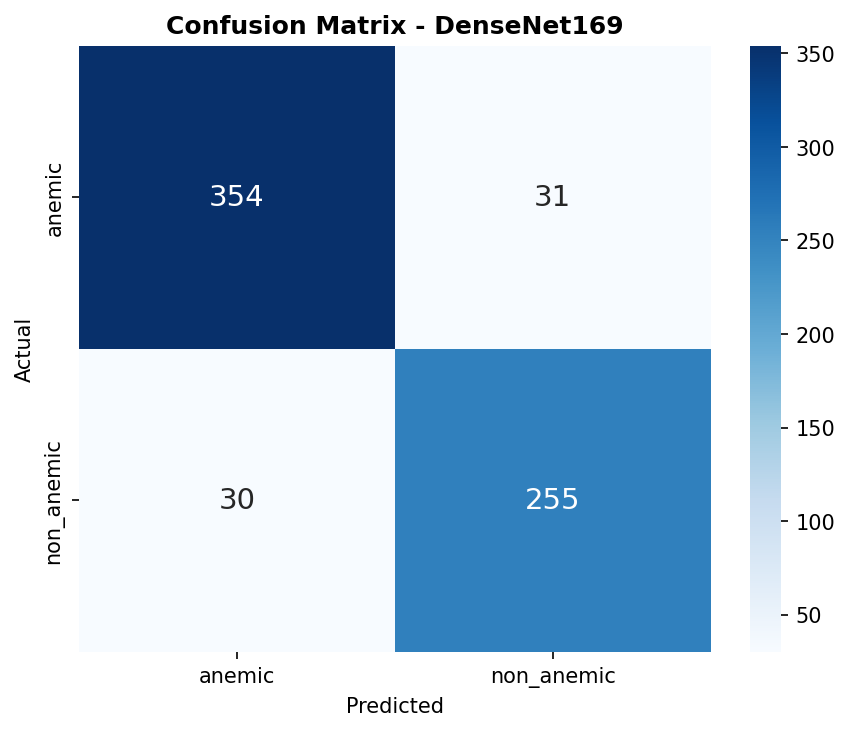 Confusion Matrix - DenseNet169
350
300
250
200
150
100
50
354
31
30
255
anemic
non_anemic
Actual
anemic
non_anemic
Predicted